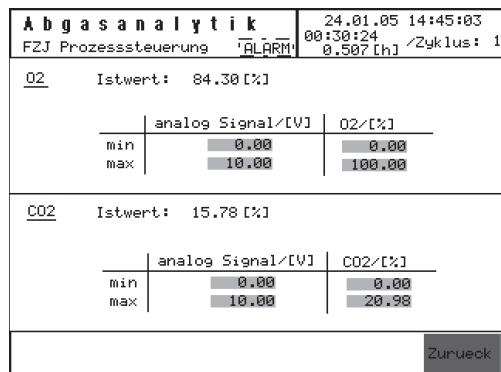 Abgasanalytik
FZJ Prozesssteuerung 'ALARM'
24.01.05 14:45:03
00:30:24
0.507[h] /Zyklus: 1
O2 Istwert: 84.30[%]
analog Signal/[V] O2/[%]
min 0.00 0.00
max 10.00 100.00
CO2 Istwert: 15.78[%]
analog Signal/[V] CO2/[%]
min 0.00 0.00
max 10.00 20.98
Zurueck